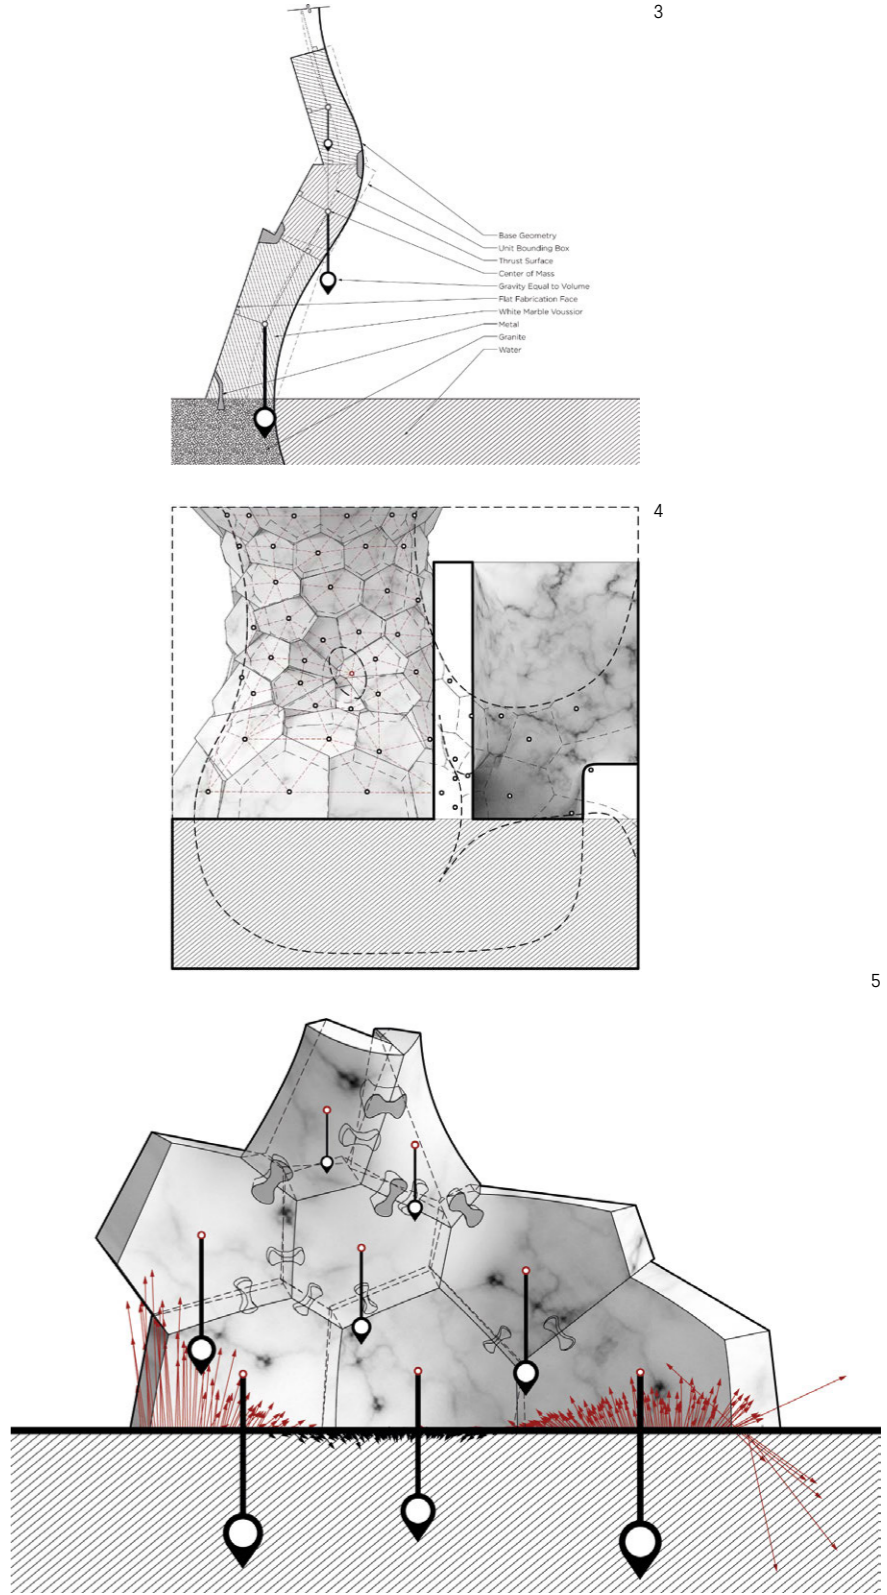 3
Base Geometry
Unit Bounding Box
Thrust Surface
Center of Mass
Gravity Equal to Volume
Flat Fabrication Face
White Marble Voussior
Metal
Granite
Water
4
5